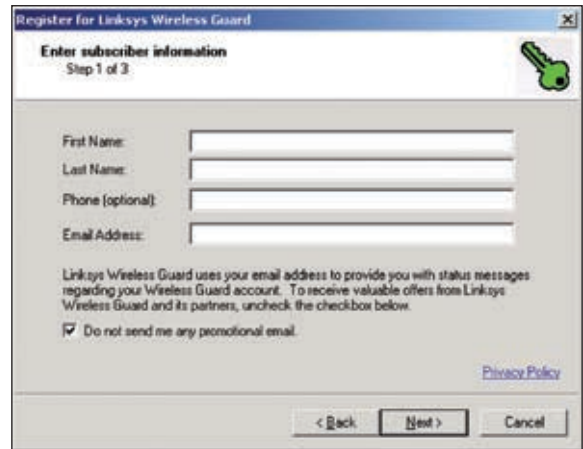 Register for Linksys Wireless Guard
Enter subscriber information
Step 1 of 3
First Name:
Last Name:
Phone (optional):
Email Address:
Linksys Wireless Guard uses your email address to provide you with status messages
regarding your Wireless Guard account. To receive valuable offers from Linksys
Wireless Guard and its partners, uncheck the checkbox below.
Do not send me any promotional email.
Privacy Policy
< Back Next > Cancel